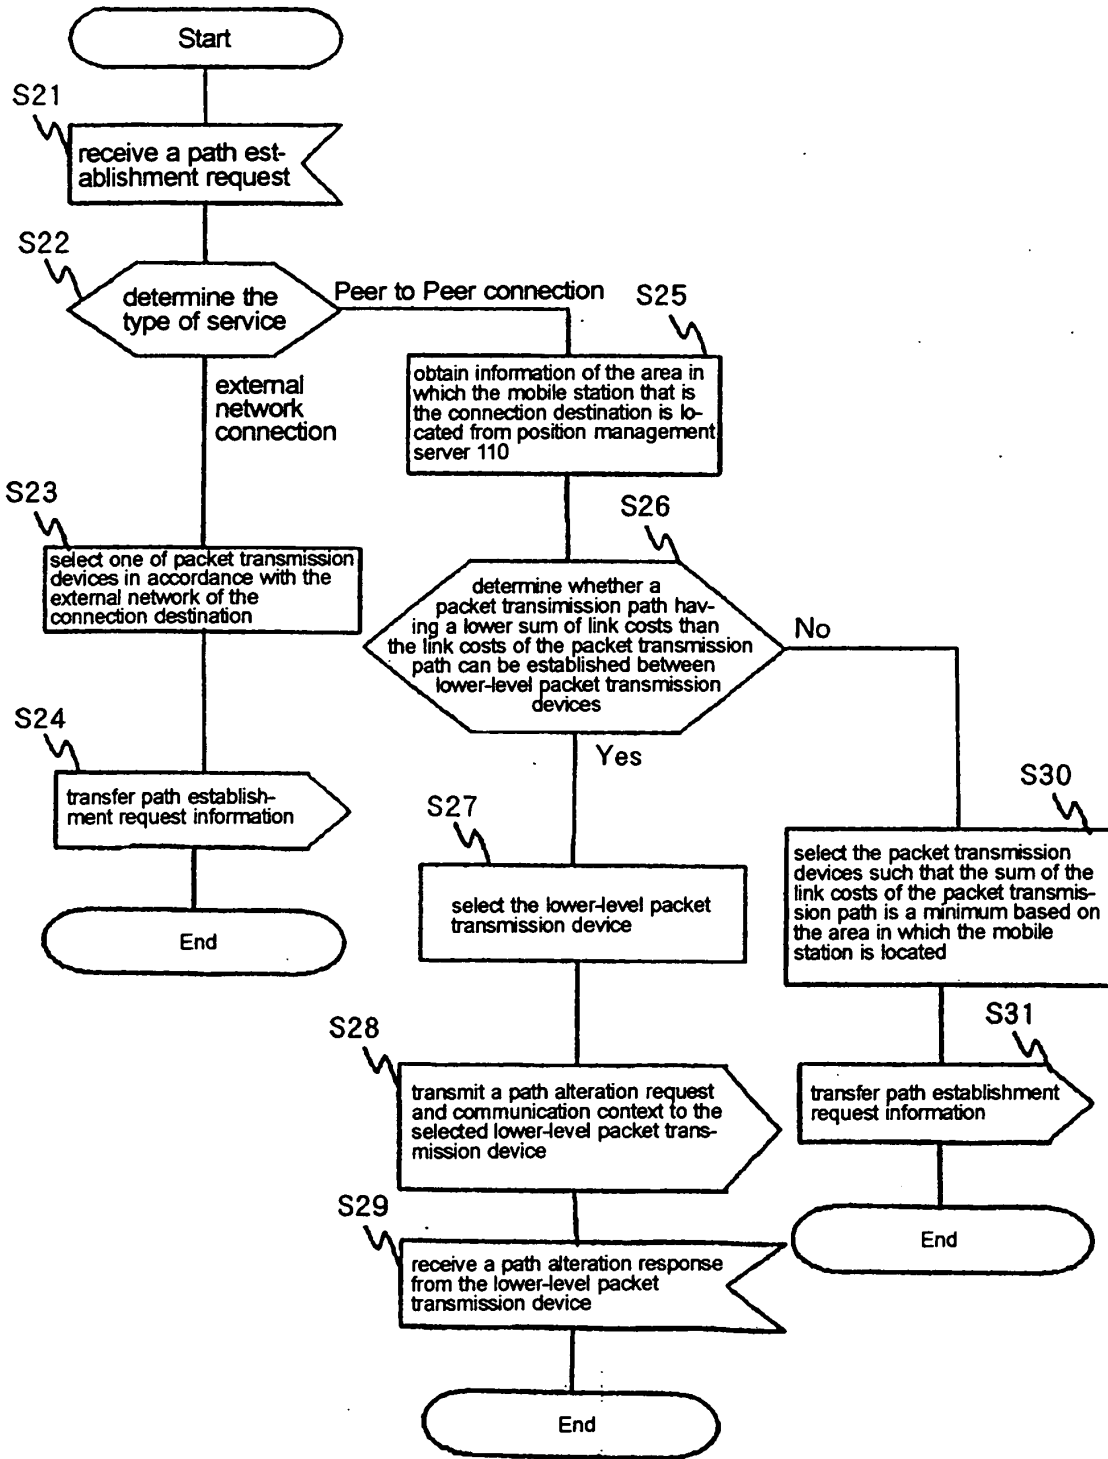 Start
S21
receive a path est-
ablishment request
S22
determine the
type of service
Peer to Peer connection
external
network
connection
S25
obtain information of the area in
which the mobile station that is
the connection destination is lo-
cated from position management
server 110
S23
select one of packet transmission
devices in accordance with the
external network of the
connection destination
S26
determine whether a
packet transimission path hav-
ing a lower sum of link costs than
the link costs of the packet transmission
path can be established between
lower-level packet transmission
devices
No
Yes
S24
transfer path establish-
ment request information
End
S27
select the lower-level packet
transmission device
S30
select the packet transmission
devices such that the sum of the
link costs of the packet transmis-
sion path is a minimum based on
the area in which the mobile
station is located
S28
transmit a path alteration request
and communication context to the
selected lower-level packet trans-
mission device
S31
transfer path establishment
request information
S29
receive a path alteration response
from the lower-level packet
transmission device
End
End